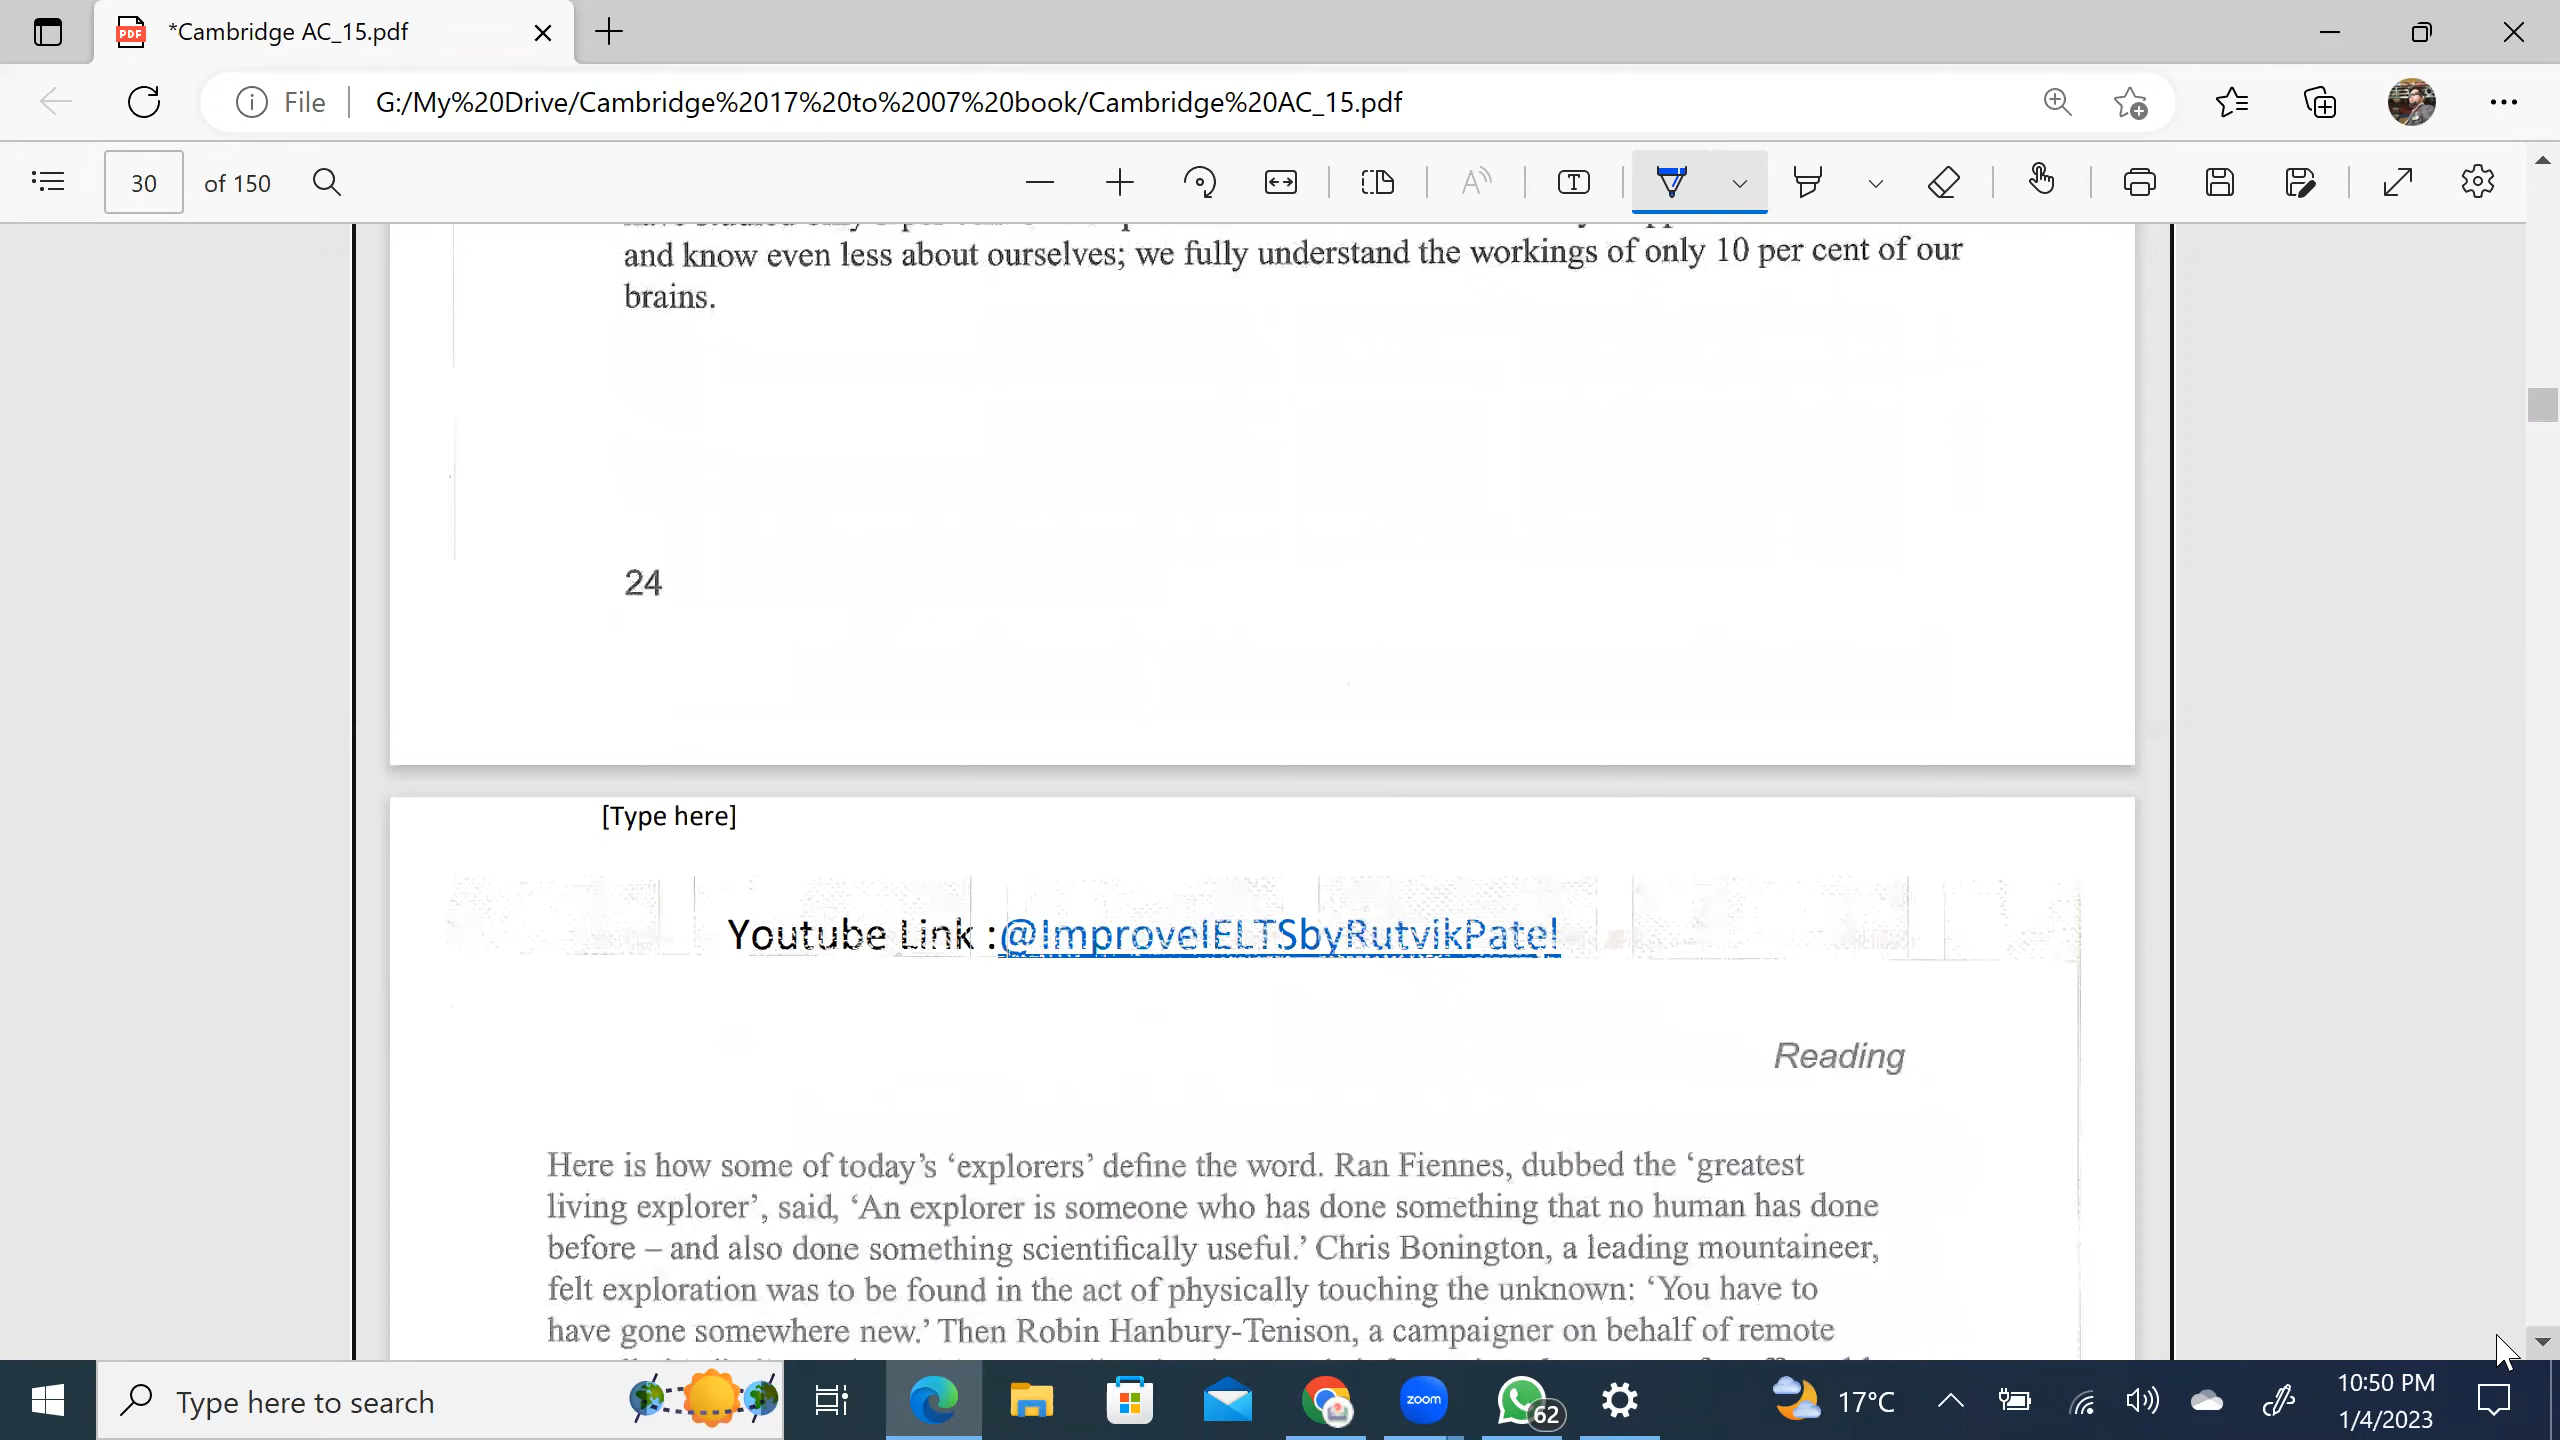 *Cambridge AC_15.pdf
File
G:/My%20Drive/Cambridge%2017%20to%2007%20book/Cambridge%20AC_15.pdf
30 of 150
and know even less about ourselves; we fully understand the workings of only 10 per cent of our
brains.
24
[Type here]
Youtube Link :@ImproveIELTSbyRutvikPatel
Reading
Here is how some of today's ‘explorers’ define the word. Ran Fiennes, dubbed the ‘greatest
living explorer’, said, ‘An explorer is someone who has done something that no human has done
before – and also done something scientifically useful.’ Chris Bonington, a leading mountaineer,
felt exploration was to be found in the act of physically touching the unknown: ‘You have to
have gone somewhere new.’ Then Robin Hanbury-Tenison, a campaigner on behalf of remote
Type here to search
zoom
62
17°C
10:50 PM
1/4/2023